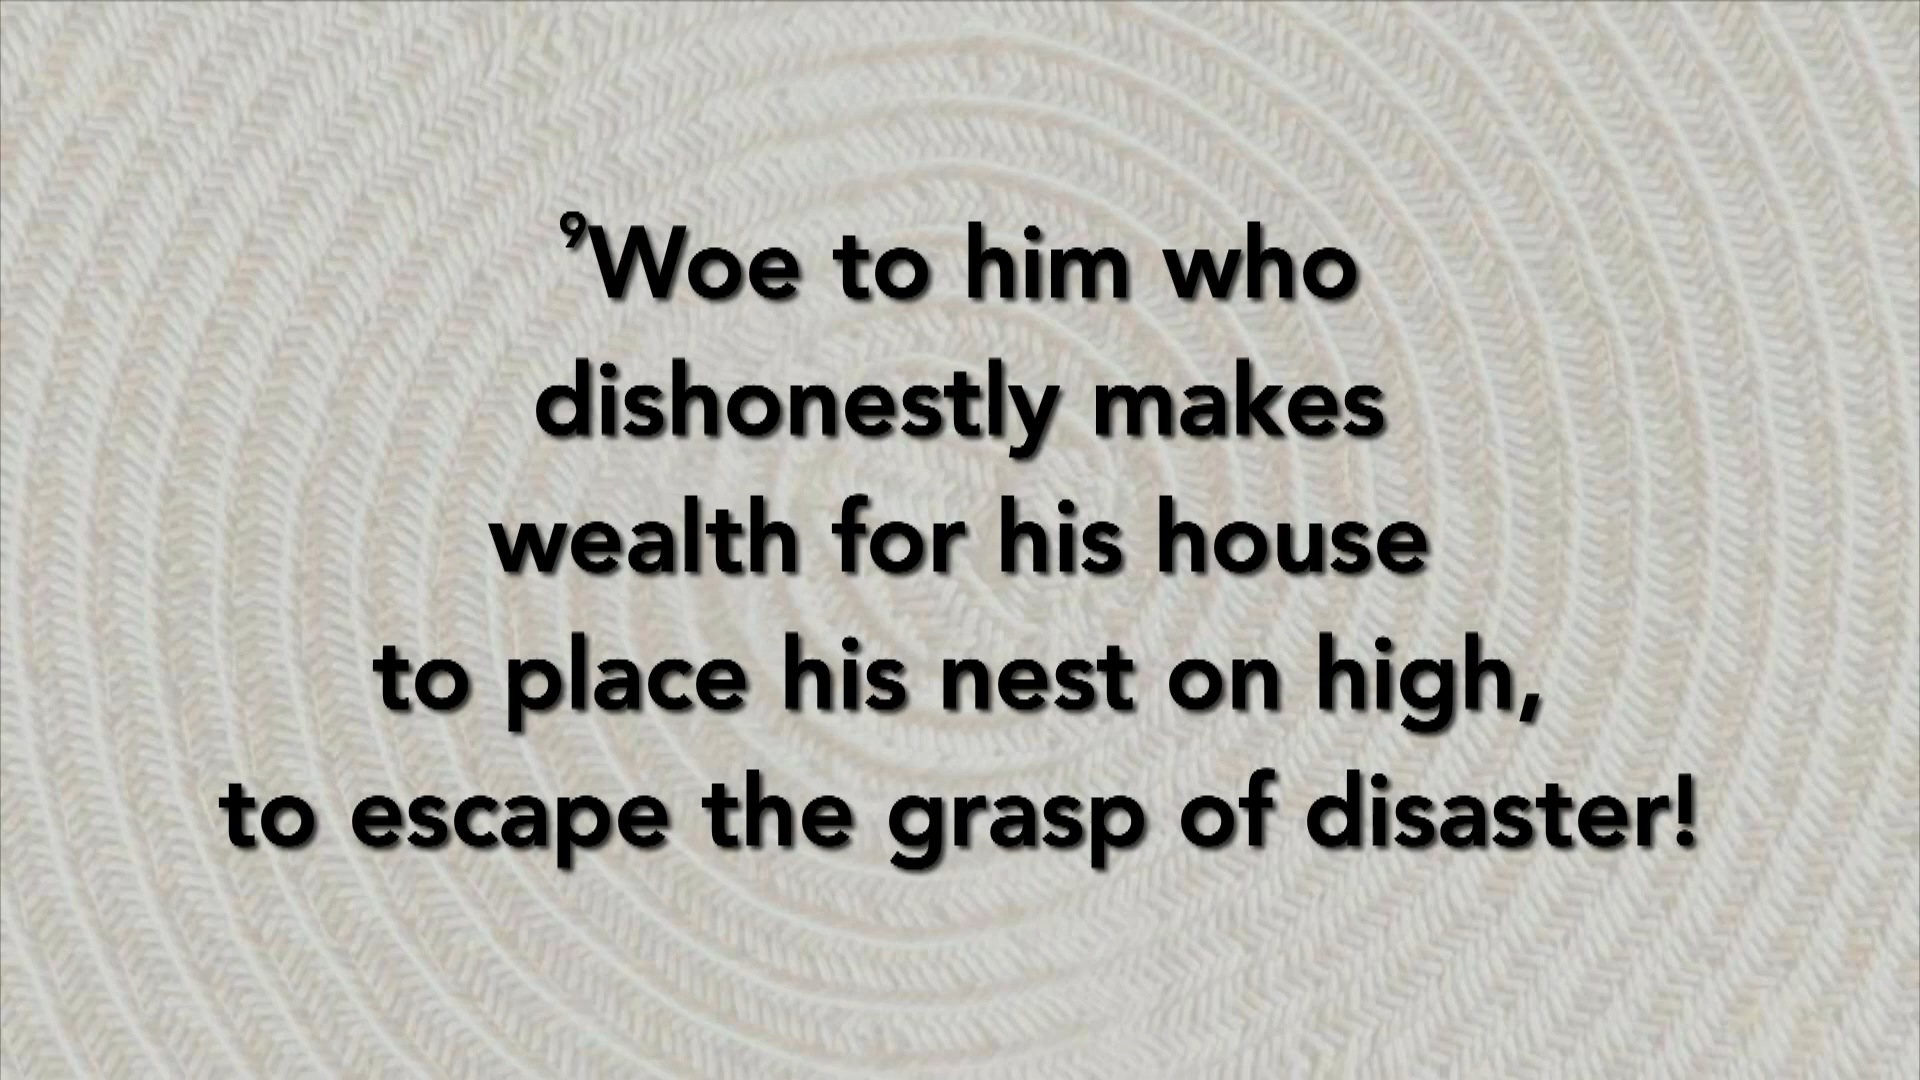 ⁹Woe to him who
dishonestly makes
wealth for his house
to place his nest on high,
to escape the grasp of disaster!